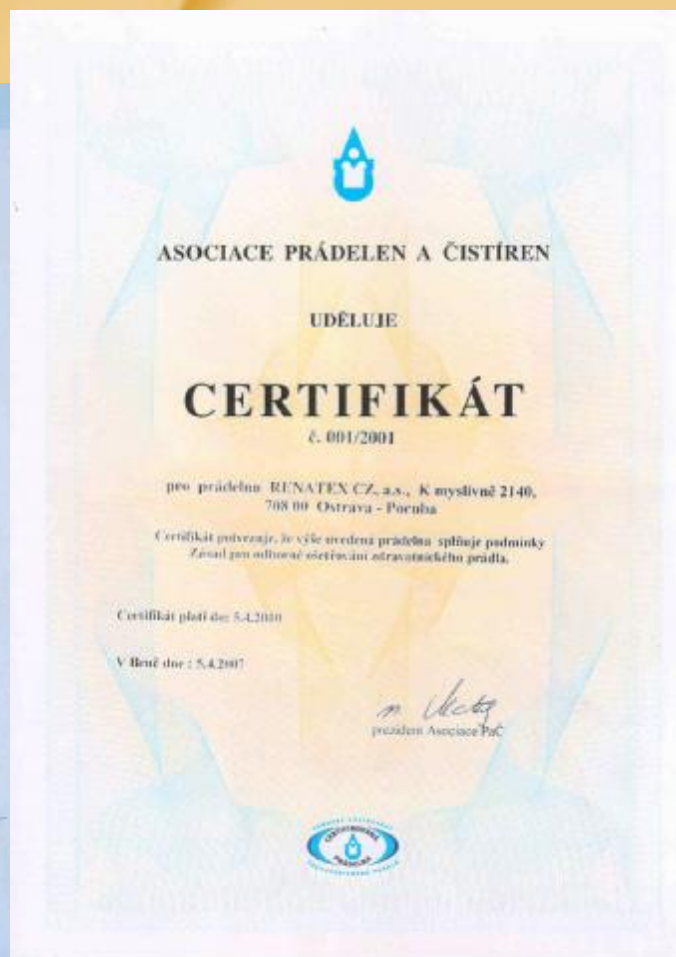 ASOCIACE PRÁDELEN A ČISTÍREN
UDĚLUJE
CERTIFIKÁT
č. 001/2001
pro prádelnu RENATEX CZ, a.s., K myslivně 2140,
708 00 Ostrava - Poruba
Certifikát potvrzuje, že výše uvedená prádelna splňuje podmínky
Zásad pro odborné ošetřování zdravotnického prádla.
Certifikát platí do: 5.4.2010
V Brně dne : 5.4.2007
prezident Asociace PaČ
CERTIFIKOVANÁ
PRÁDELNA